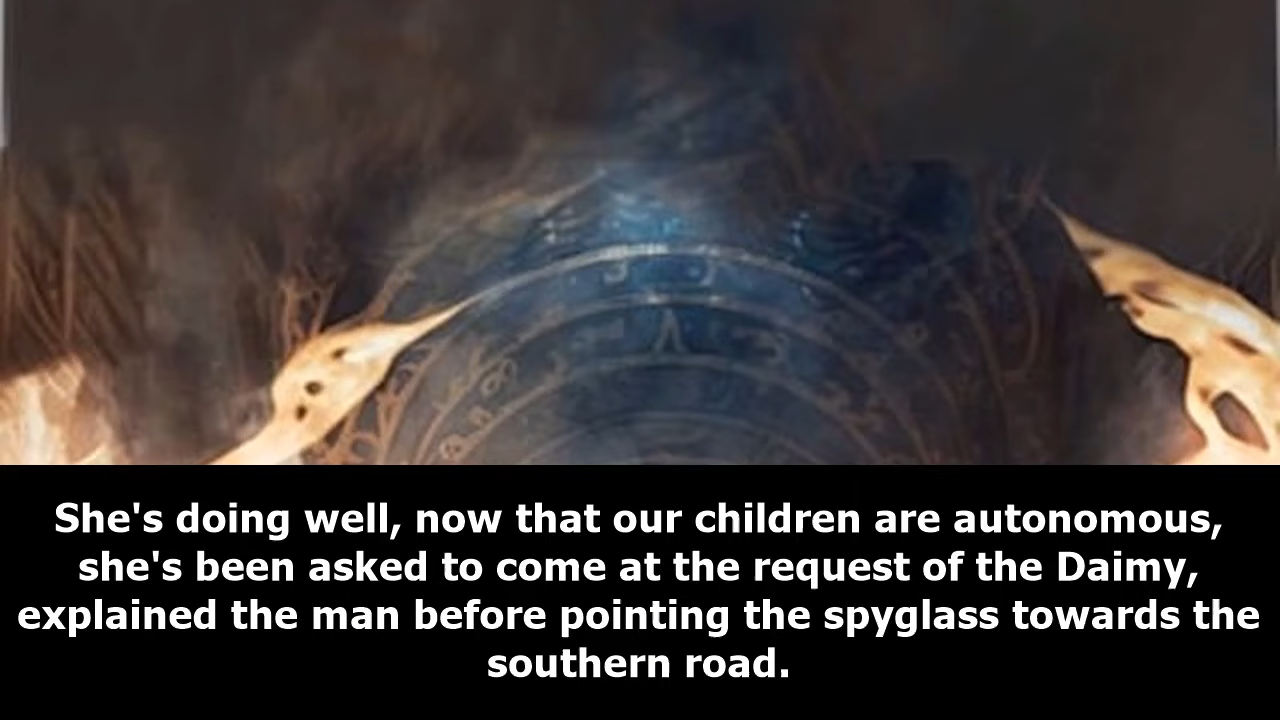 She's doing well, now that our children are autonomous,
she's been asked to come at the request of the Daimy,
explained the man before pointing the spyglass towards the
southern road.